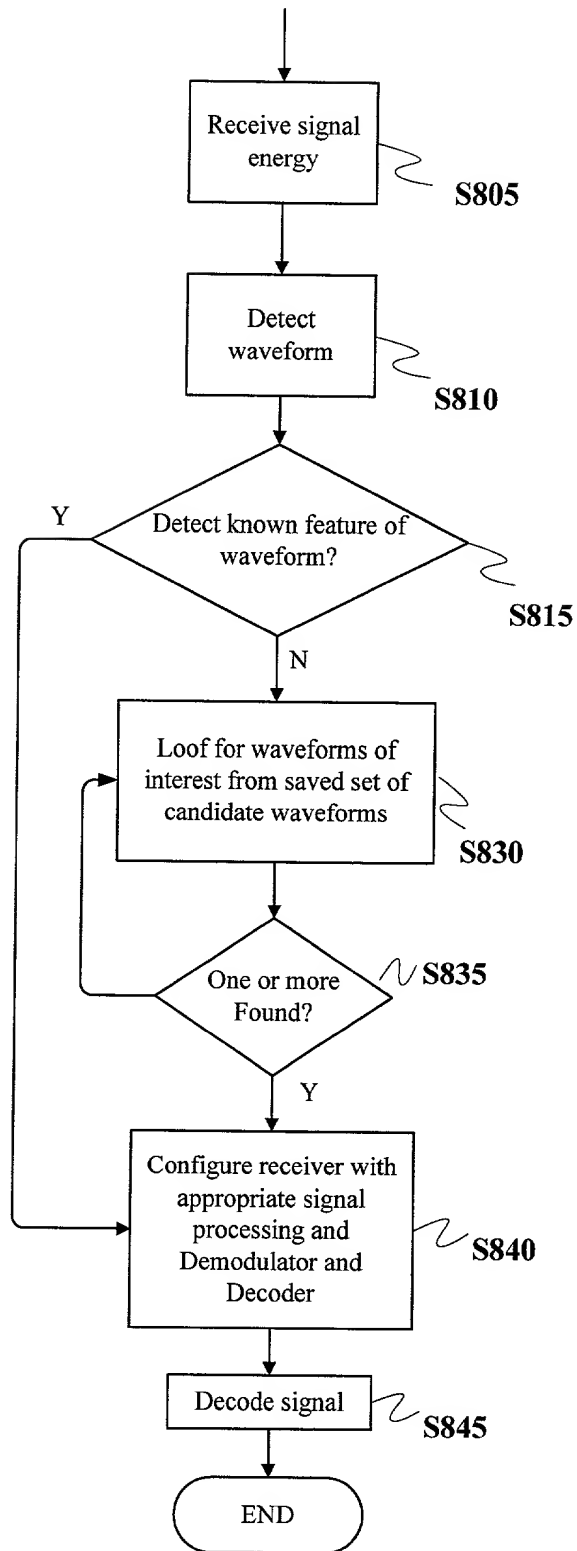 Receive signal
energy
S805
Detect
waveform
S810
Y
Detect known feature of
waveform?
S815
N
Loof for waveforms of
interest from saved set of
candidate waveforms
S830
One or more
Found?
S835
Y
Configure receiver with
appropriate signal
processing and
Demodulator and
Decoder
S840
Decode signal
S845
END